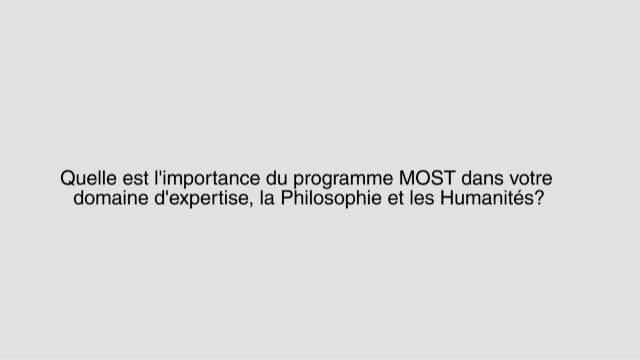 Quelle est l'importance du programme MOST dans votre
domaine d'expertise, la Philosophie et les Humanités?